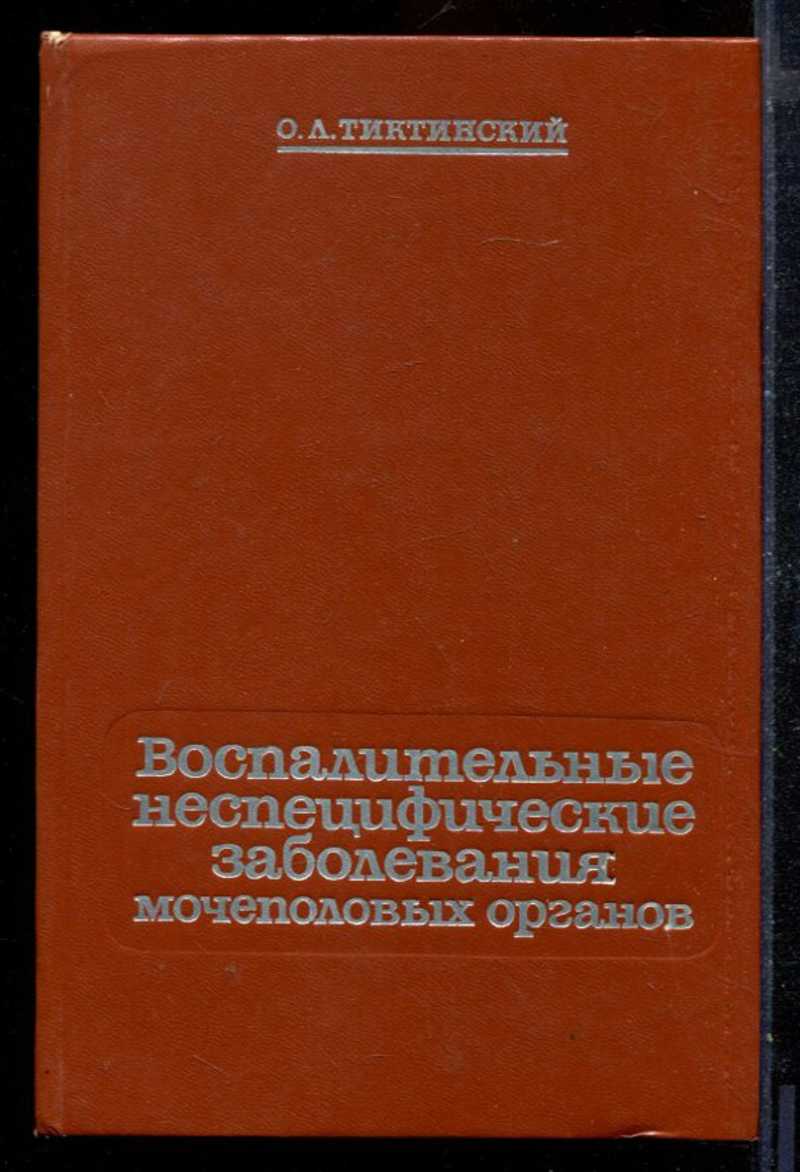 О. Л. ТИКТИНСКИЙ
Воспалительные
неспецифические
заболевания
мочеполовых органов